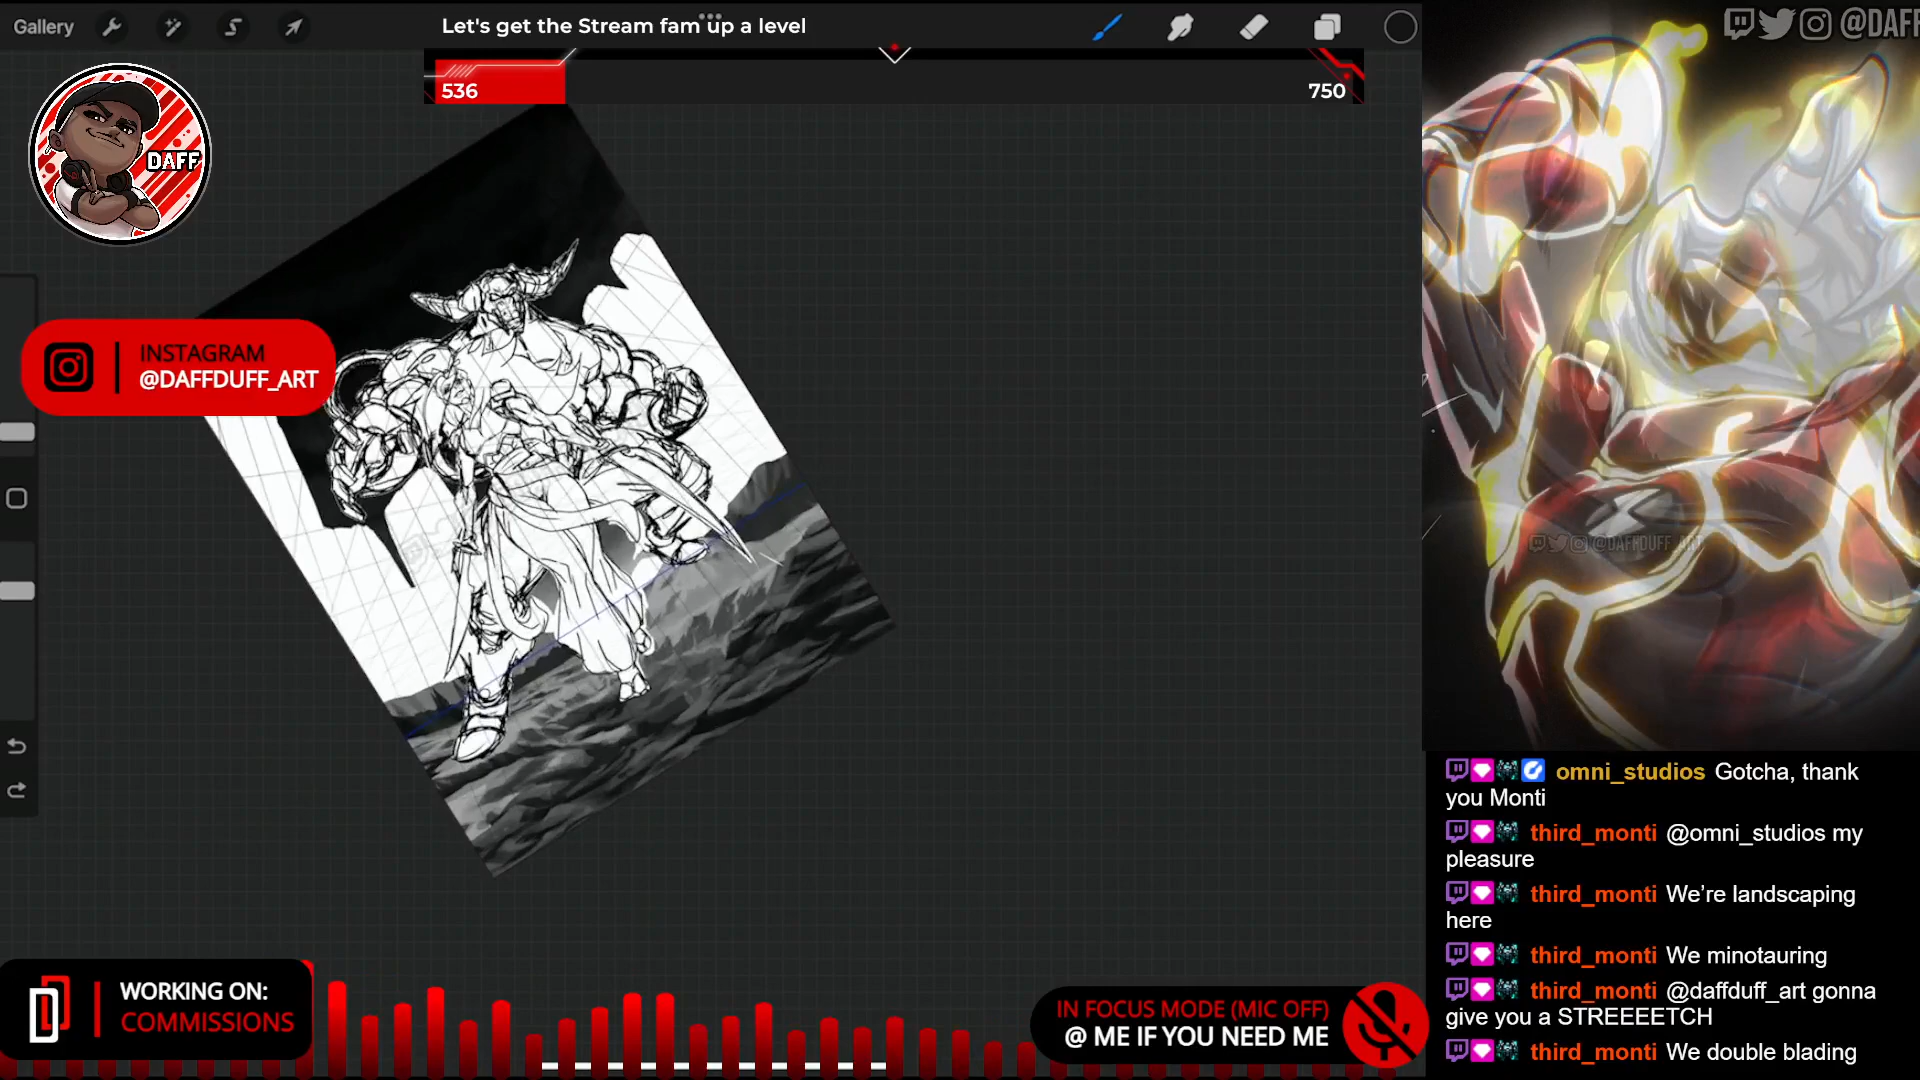 Gallery
Let's get the Stream fam up a level
536
750
DAFF
INSTAGRAM
@DAFFDUFF_ART
@DAFF
@DAFFDUFF_ART
omni_studios Gotcha, thank
you Monti
third_monti @omni_studios my
pleasure
third_monti We're landscaping
here
third_monti We minotauring
third_monti @daffduff_art gonna
give you a STREEEETCH
third_monti We double blading
WORKING ON:
COMMISSIONS
IN FOCUS MODE (MIC OFF)
@ ME IF YOU NEED ME